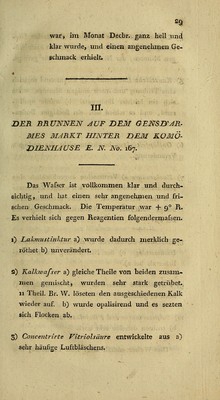 29
war, im Monat Decbr. ganz hell und
klar wurde, und einen angenehmen Ge-
schmack erhielt.
III.
DER BRUNNEN AUF DEM GENSD'AR-
MES MARKT HINTER DEM KOMÖ-
DIENHAUSE E. N. No. 167.
Das Waſser ist vollkommen klar und durch-
sichtig, und hat einen sehr angenehmen und fri-
schen Geschmack. Die Temperatur war + 9° R.
Es verhielt sich gegen Reagentien folgendermaſsen.
1) Lakmustinktur a) wurde dadurch merklich ge-
röthet b) unverändert.
2) Kalkwaſser a) gleiche Theile von beiden zusam-
men gemischt, wurden sehr stark getrübet.
11 Theil. Br. W. löseten den ausgeschiedenen Kalk
wieder auf. b) wurde opalisirend und es sezten
sich Flocken ab.
3) Concentrirte Vitriolsäure entwickelte aus a)
sehr häufige Luftbläschens.